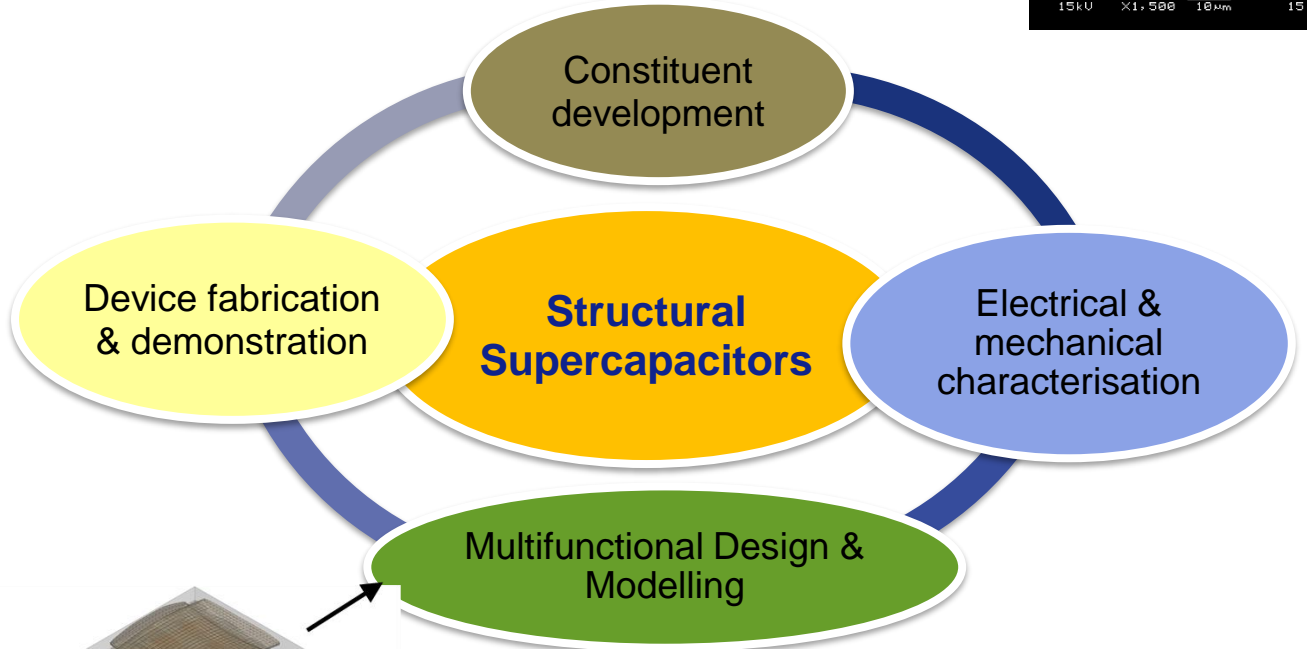 15kU X1,500 10µm 15
Constituent
development
Device fabrication
& demonstration
Structural
Supercapacitors
Electrical &
mechanical
characterisation
Multifunctional Design &
Modelling